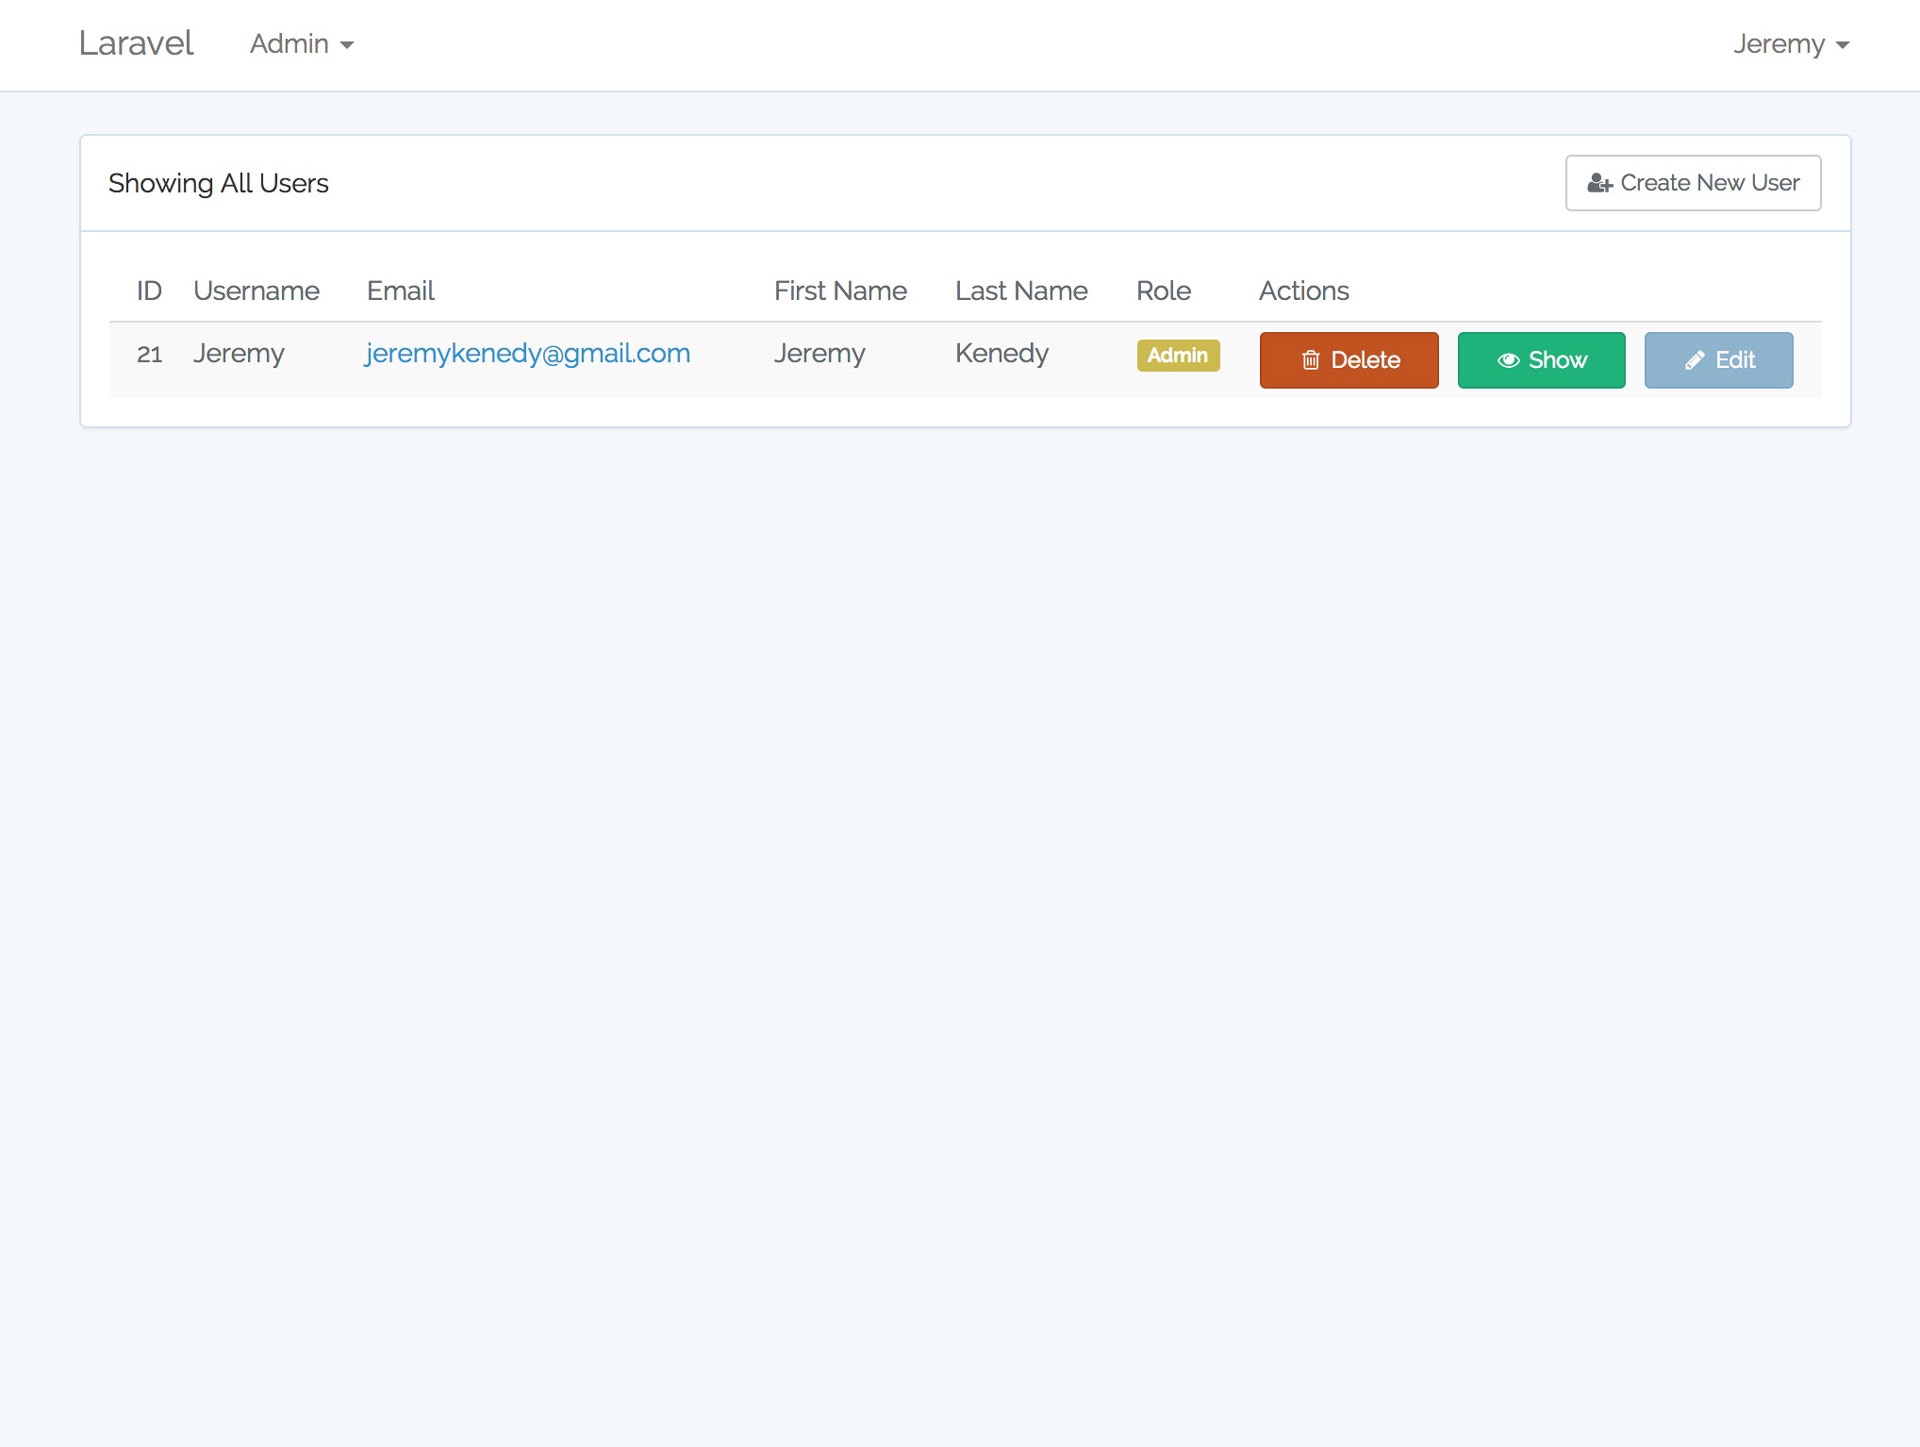 Laravel Admin Jeremy
Showing All Users Create New User
ID Username Email First Name Last Name Role Actions
21 Jeremy jeremykenedy@gmail.com Jeremy Kenedy Admin Delete Show Edit